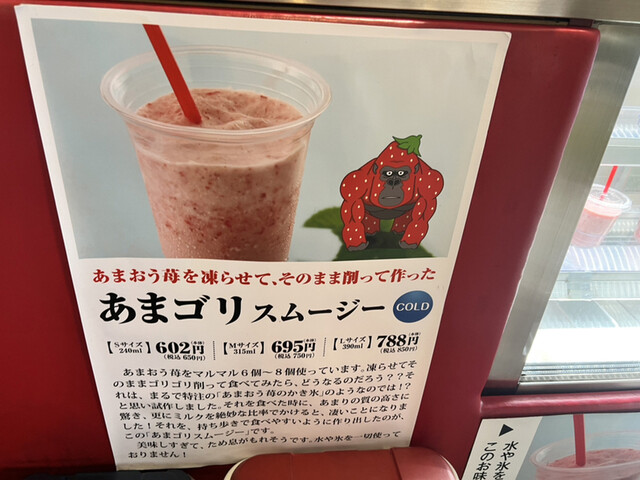 あまおう苺を凍らせて、そのまま削って作った
あまゴリスムージー COLD
【Sサイズ 240ml】602円(本体)(税込 650円) 【Mサイズ 315ml】695円(本体)(税込 750円) 【Lサイズ 390ml】788円(本体)(税込 850円)
あまおう苺をマルマル6個～8個使っています。凍らせてそ
のままゴリゴリ削って食べてみたら、どうなるのだろう??そ
れは、まるで特注の「あまおう苺のかき氷」のようなのでは!?
と思い試作しました。それを食べた時に、あまりの質の高さに
驚き、更にミルクを絶妙な比率でかけると、凄いことになりま
した!それを、持ち歩きで食べやすいように作り出したのが、
この「あまゴリスムージー」です。
美味しすぎて、ため息がもれそうです。水や氷を一切使って
おりません!
▶水や氷を
このお味